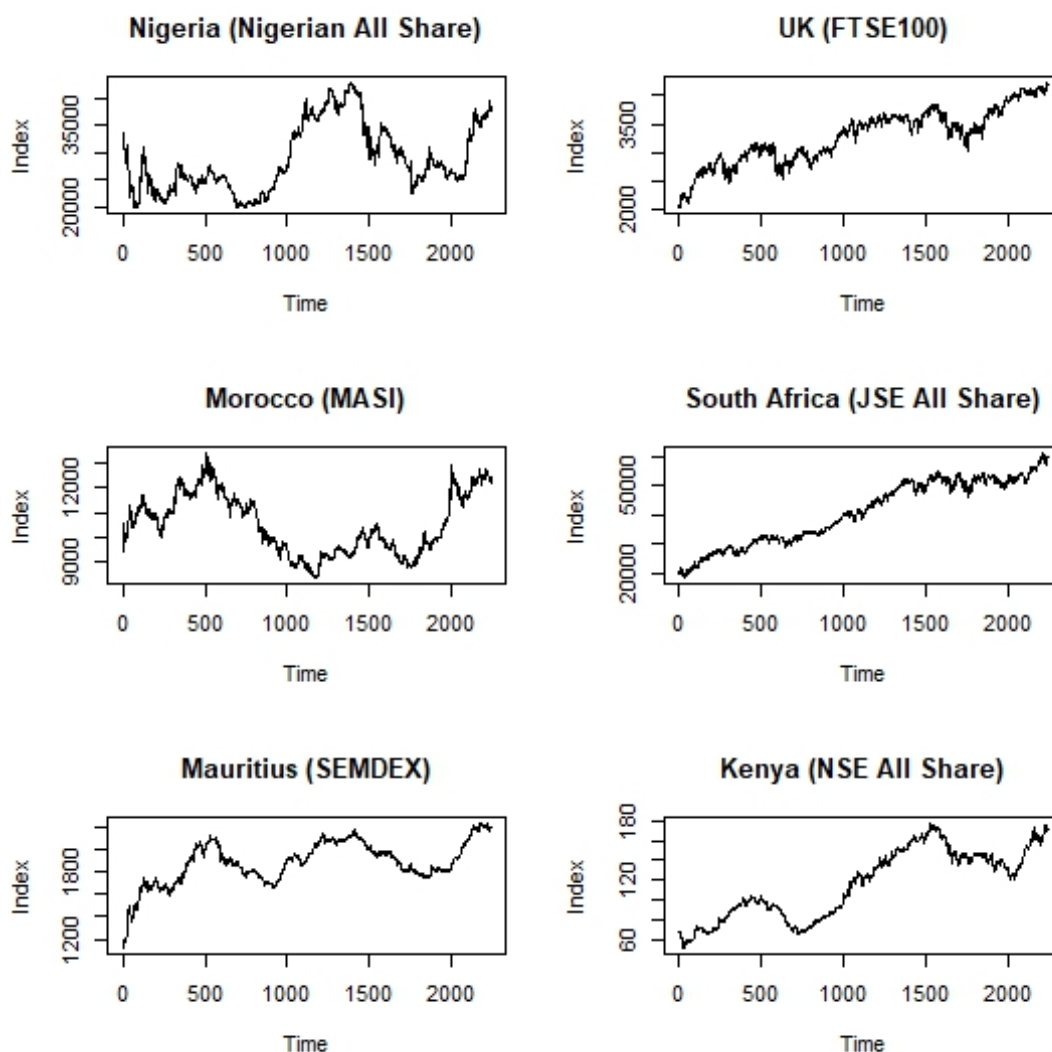 Nigeria (Nigerian All Share)
Index
20000 35000
0 500 1000 1500 2000
Time
UK (FTSE100)
Index
2000 3500
0 500 1000 1500 2000
Time
Morocco (MASI)
Index
9000 12000
0 500 1000 1500 2000
Time
South Africa (JSE All Share)
Index
20000 50000
0 500 1000 1500 2000
Time
Mauritius (SEMDEX)
Index
1200 1800
0 500 1000 1500 2000
Time
Kenya (NSE All Share)
Index
60 120 180
0 500 1000 1500 2000
Time